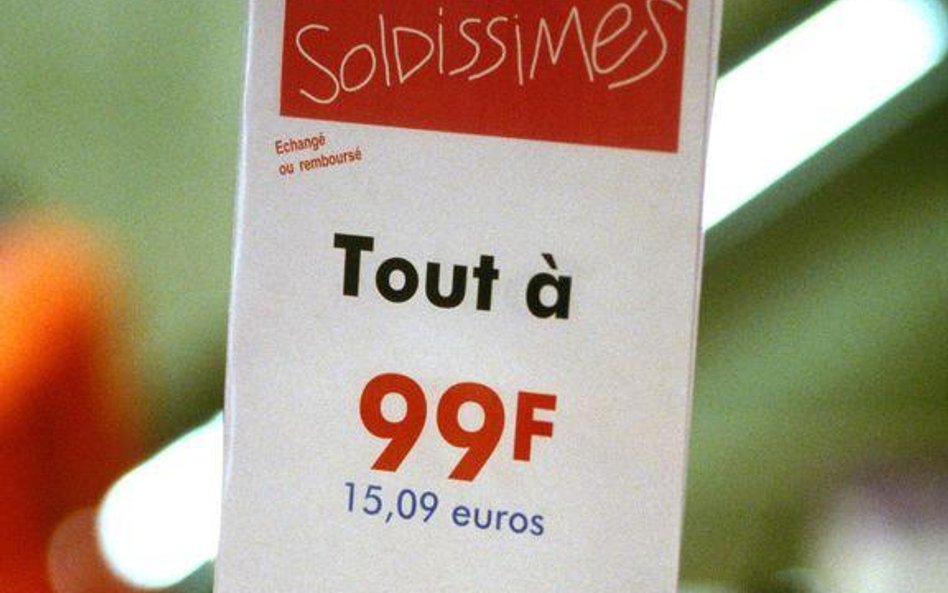 SOLDISSIMES
Echangé
ou remboursé
Tout à
99F
15,09 euros